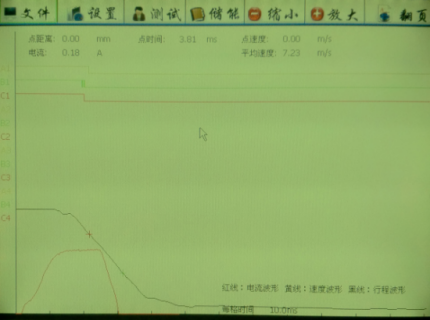 文件 设置 测试 储能 缩小 放大 翻页
点距离: 0.00 mm 点时间: 3.81 ms 点速度: 0.00 m/s
电流: 0.18 A 平均速度: 7.23 m/s
C1
C2
C3
C4
红线：电流波形 黄线：速度波形 黑线：行程波形
每格时间 10.0ms